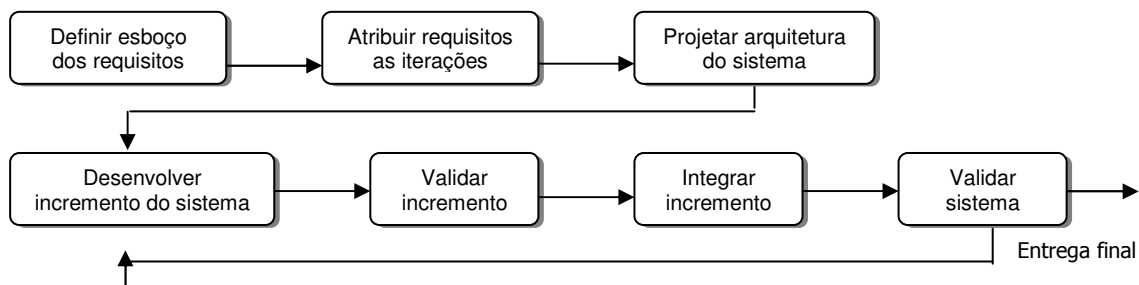 Definir esboço
dos requisitos
Atribuir requisitos
as iterações
Projetar arquitetura
do sistema
Desenvolver
incremento do sistema
Validar
incremento
Integrar
incremento
Validar
sistema
Entrega final